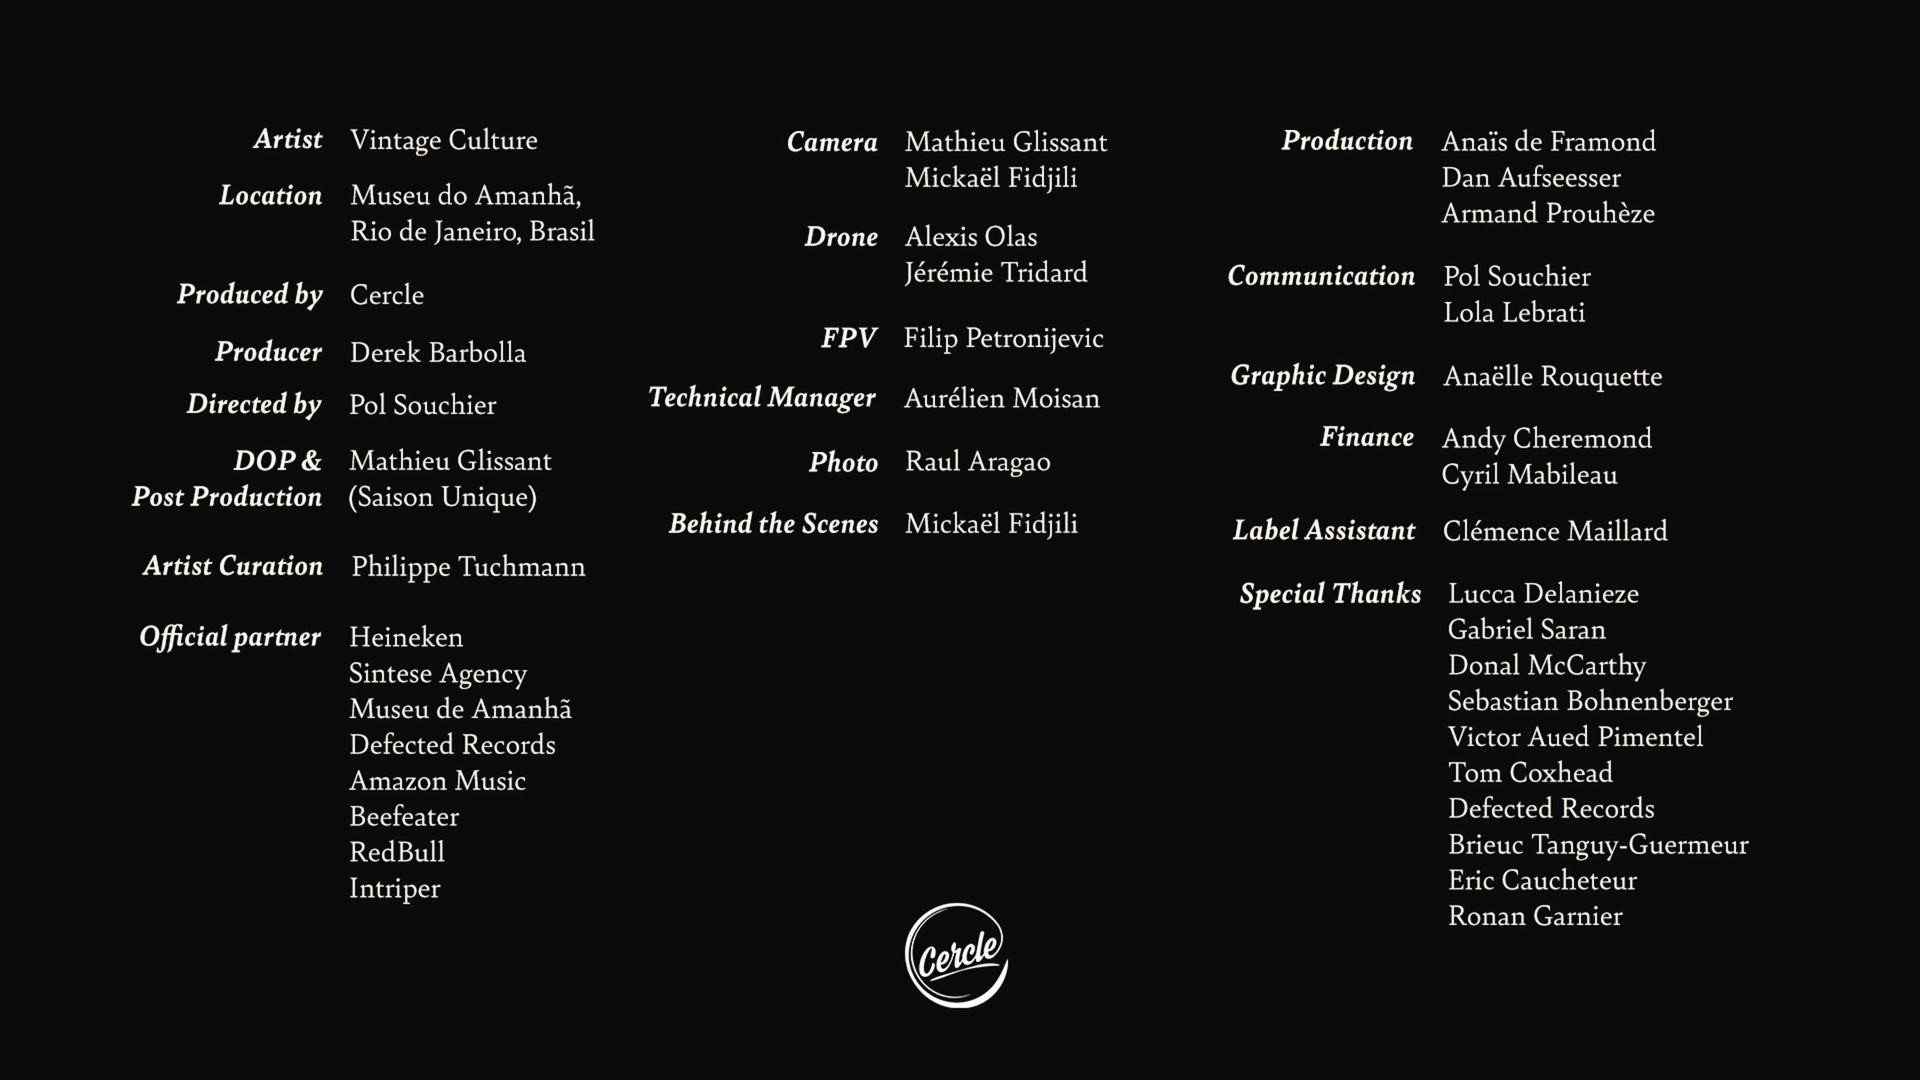 Artist Vintage Culture
Location Museu do Amanhã,
Rio de Janeiro, Brasil
Produced by Cercle
Producer Derek Barbolla
Directed by Pol Souchier
DOP & Mathieu Glissant
Post Production (Saison Unique)
Artist Curation Philippe Tuchmann
Official partner Heineken
Sintese Agency
Museu de Amanhã
Defected Records
Amazon Music
Beefeater
RedBull
Intriper
Camera Mathieu Glissant
Mickaël Fidjili
Drone Alexis Olas
Jérémie Tridard
FPV Filip Petronijevic
Technical Manager Aurélien Moisan
Photo Raul Aragao
Behind the Scenes Mickaël Fidjili
Cercle
Production Anaïs de Framond
Dan Aufseesser
Armand Prouhèze
Communication Pol Souchier
Lola Lebrati
Graphic Design Anaëlle Rouquette
Finance Andy Cheremond
Cyril Mabileau
Label Assistant Clémence Maillard
Special Thanks Lucca Delanieze
Gabriel Saran
Donal McCarthy
Sebastian Bohnenberger
Victor Aued Pimentel
Tom Coxhead
Defected Records
Brieuc Tanguy-Guermeur
Eric Caucheteur
Ronan Garnier